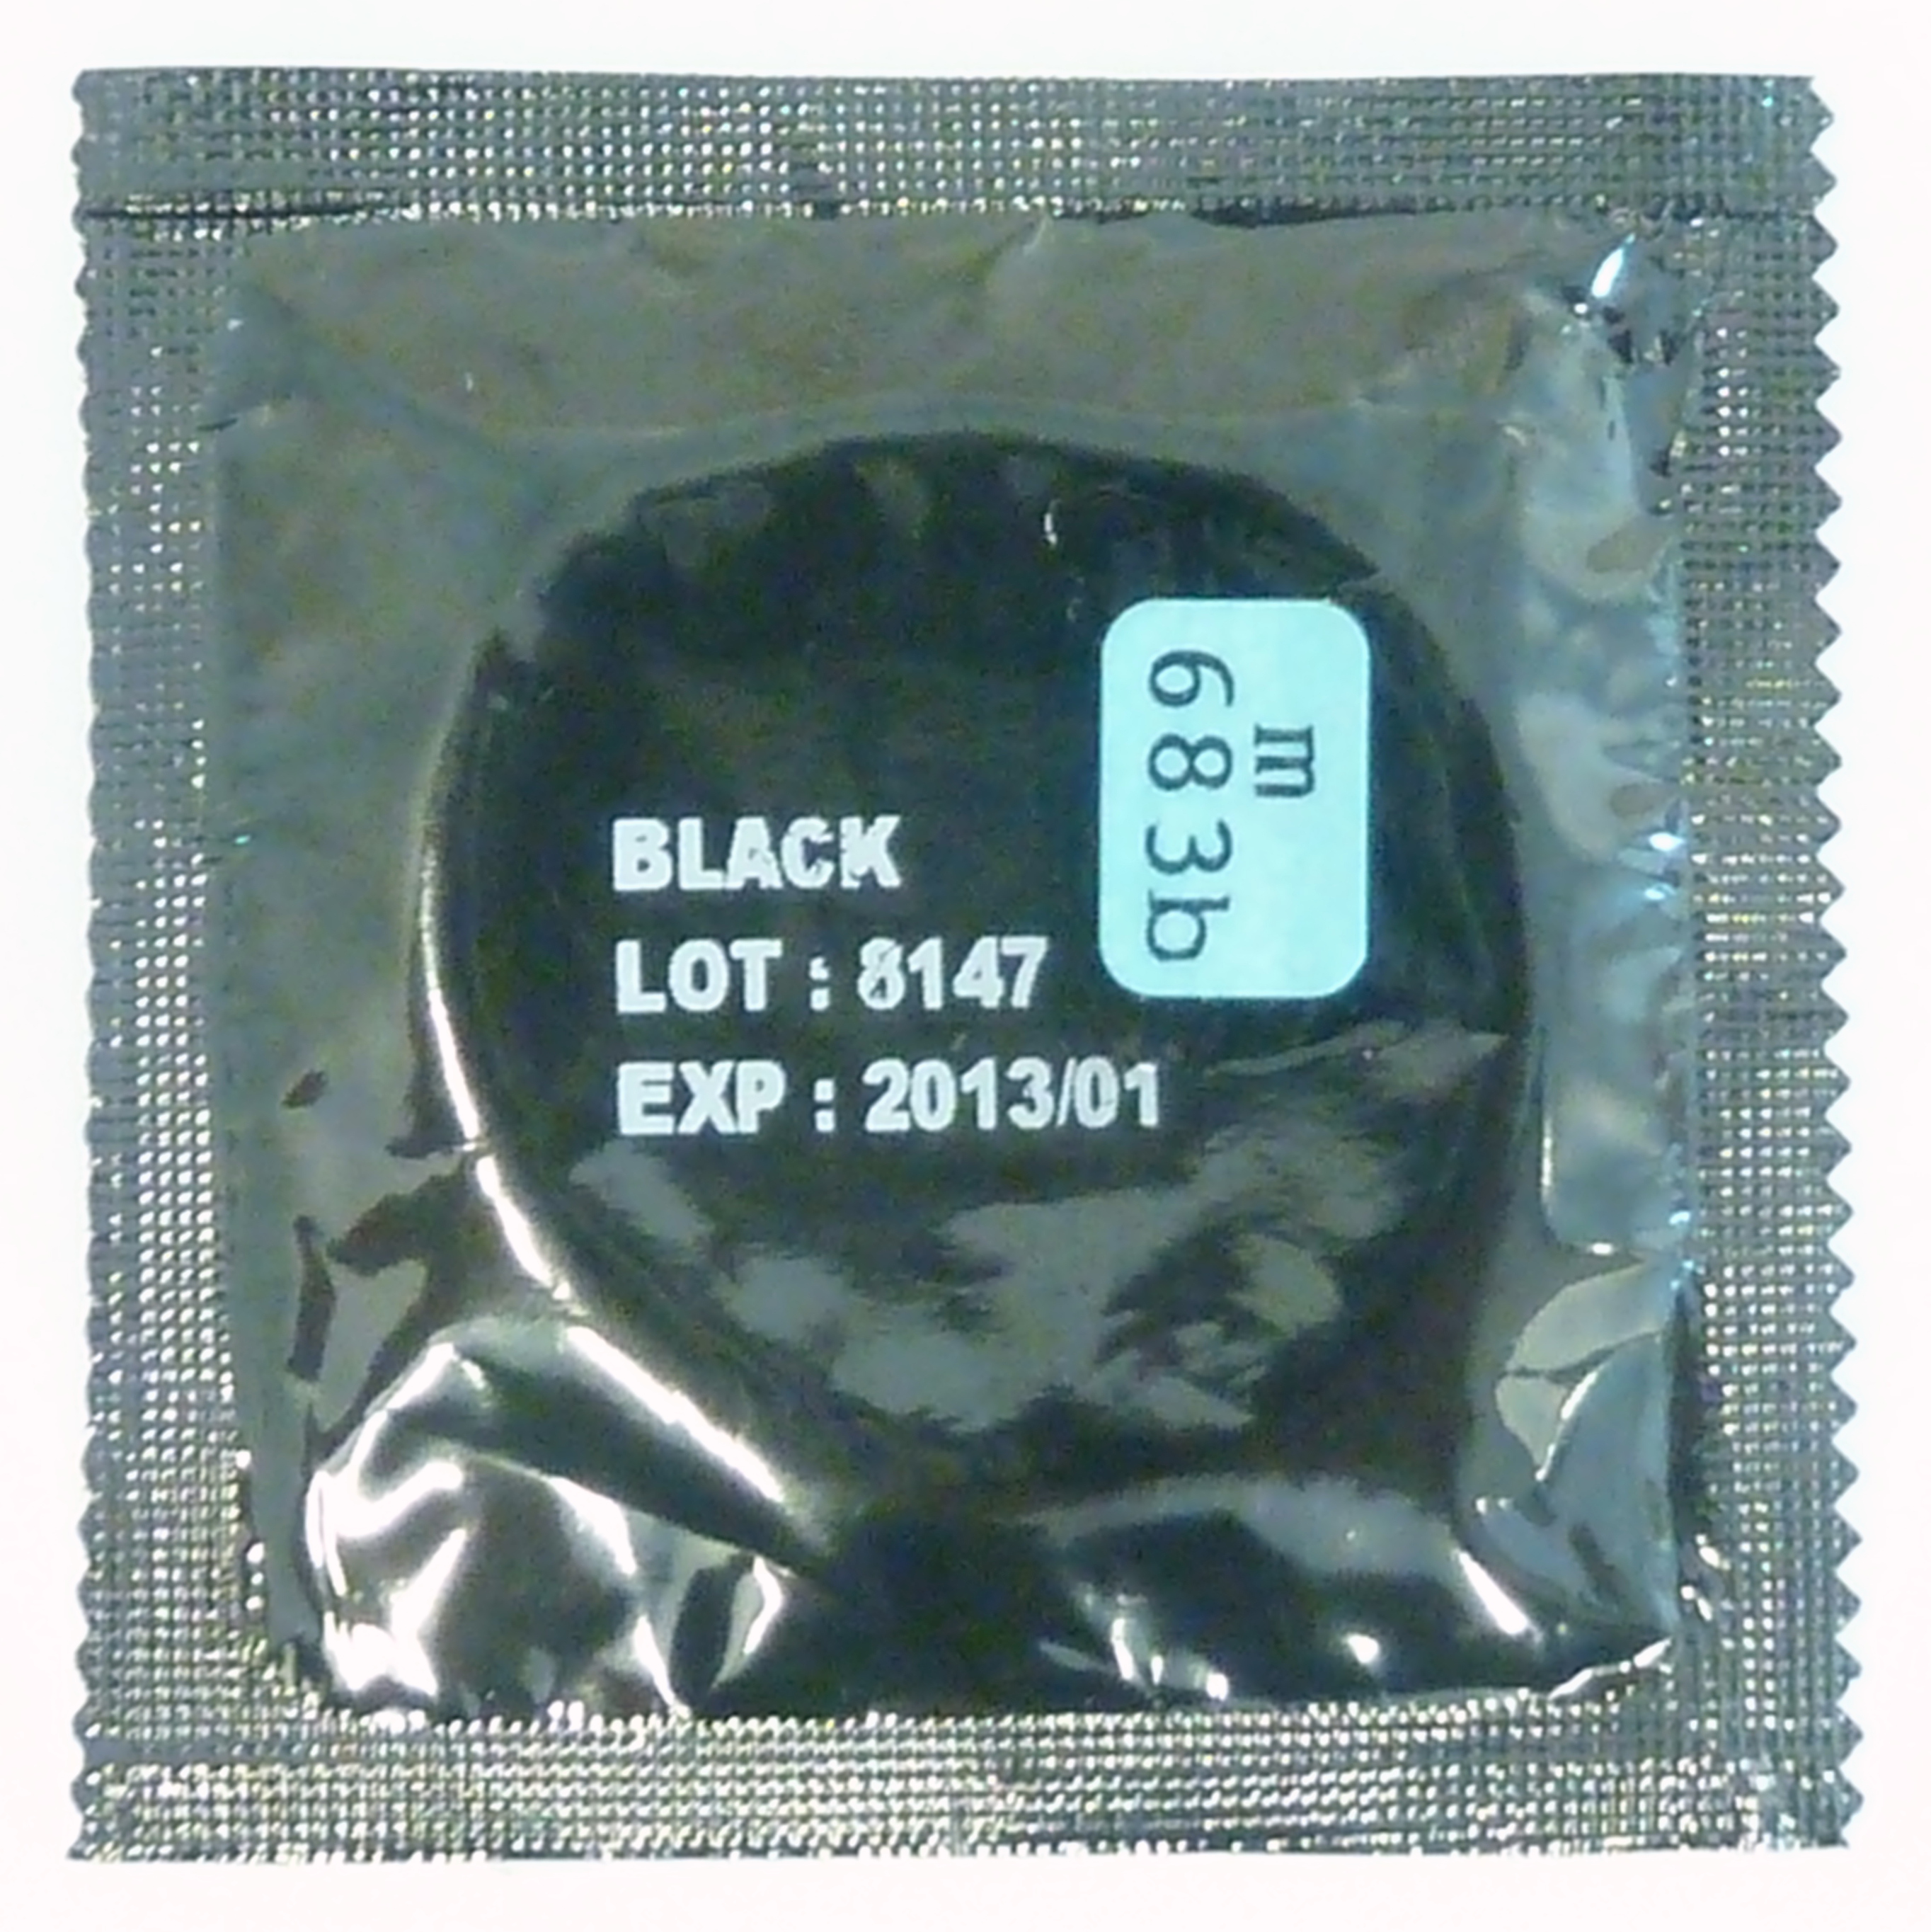 BLACK
LOT : 8147
EXP : 2013/01
m
683b